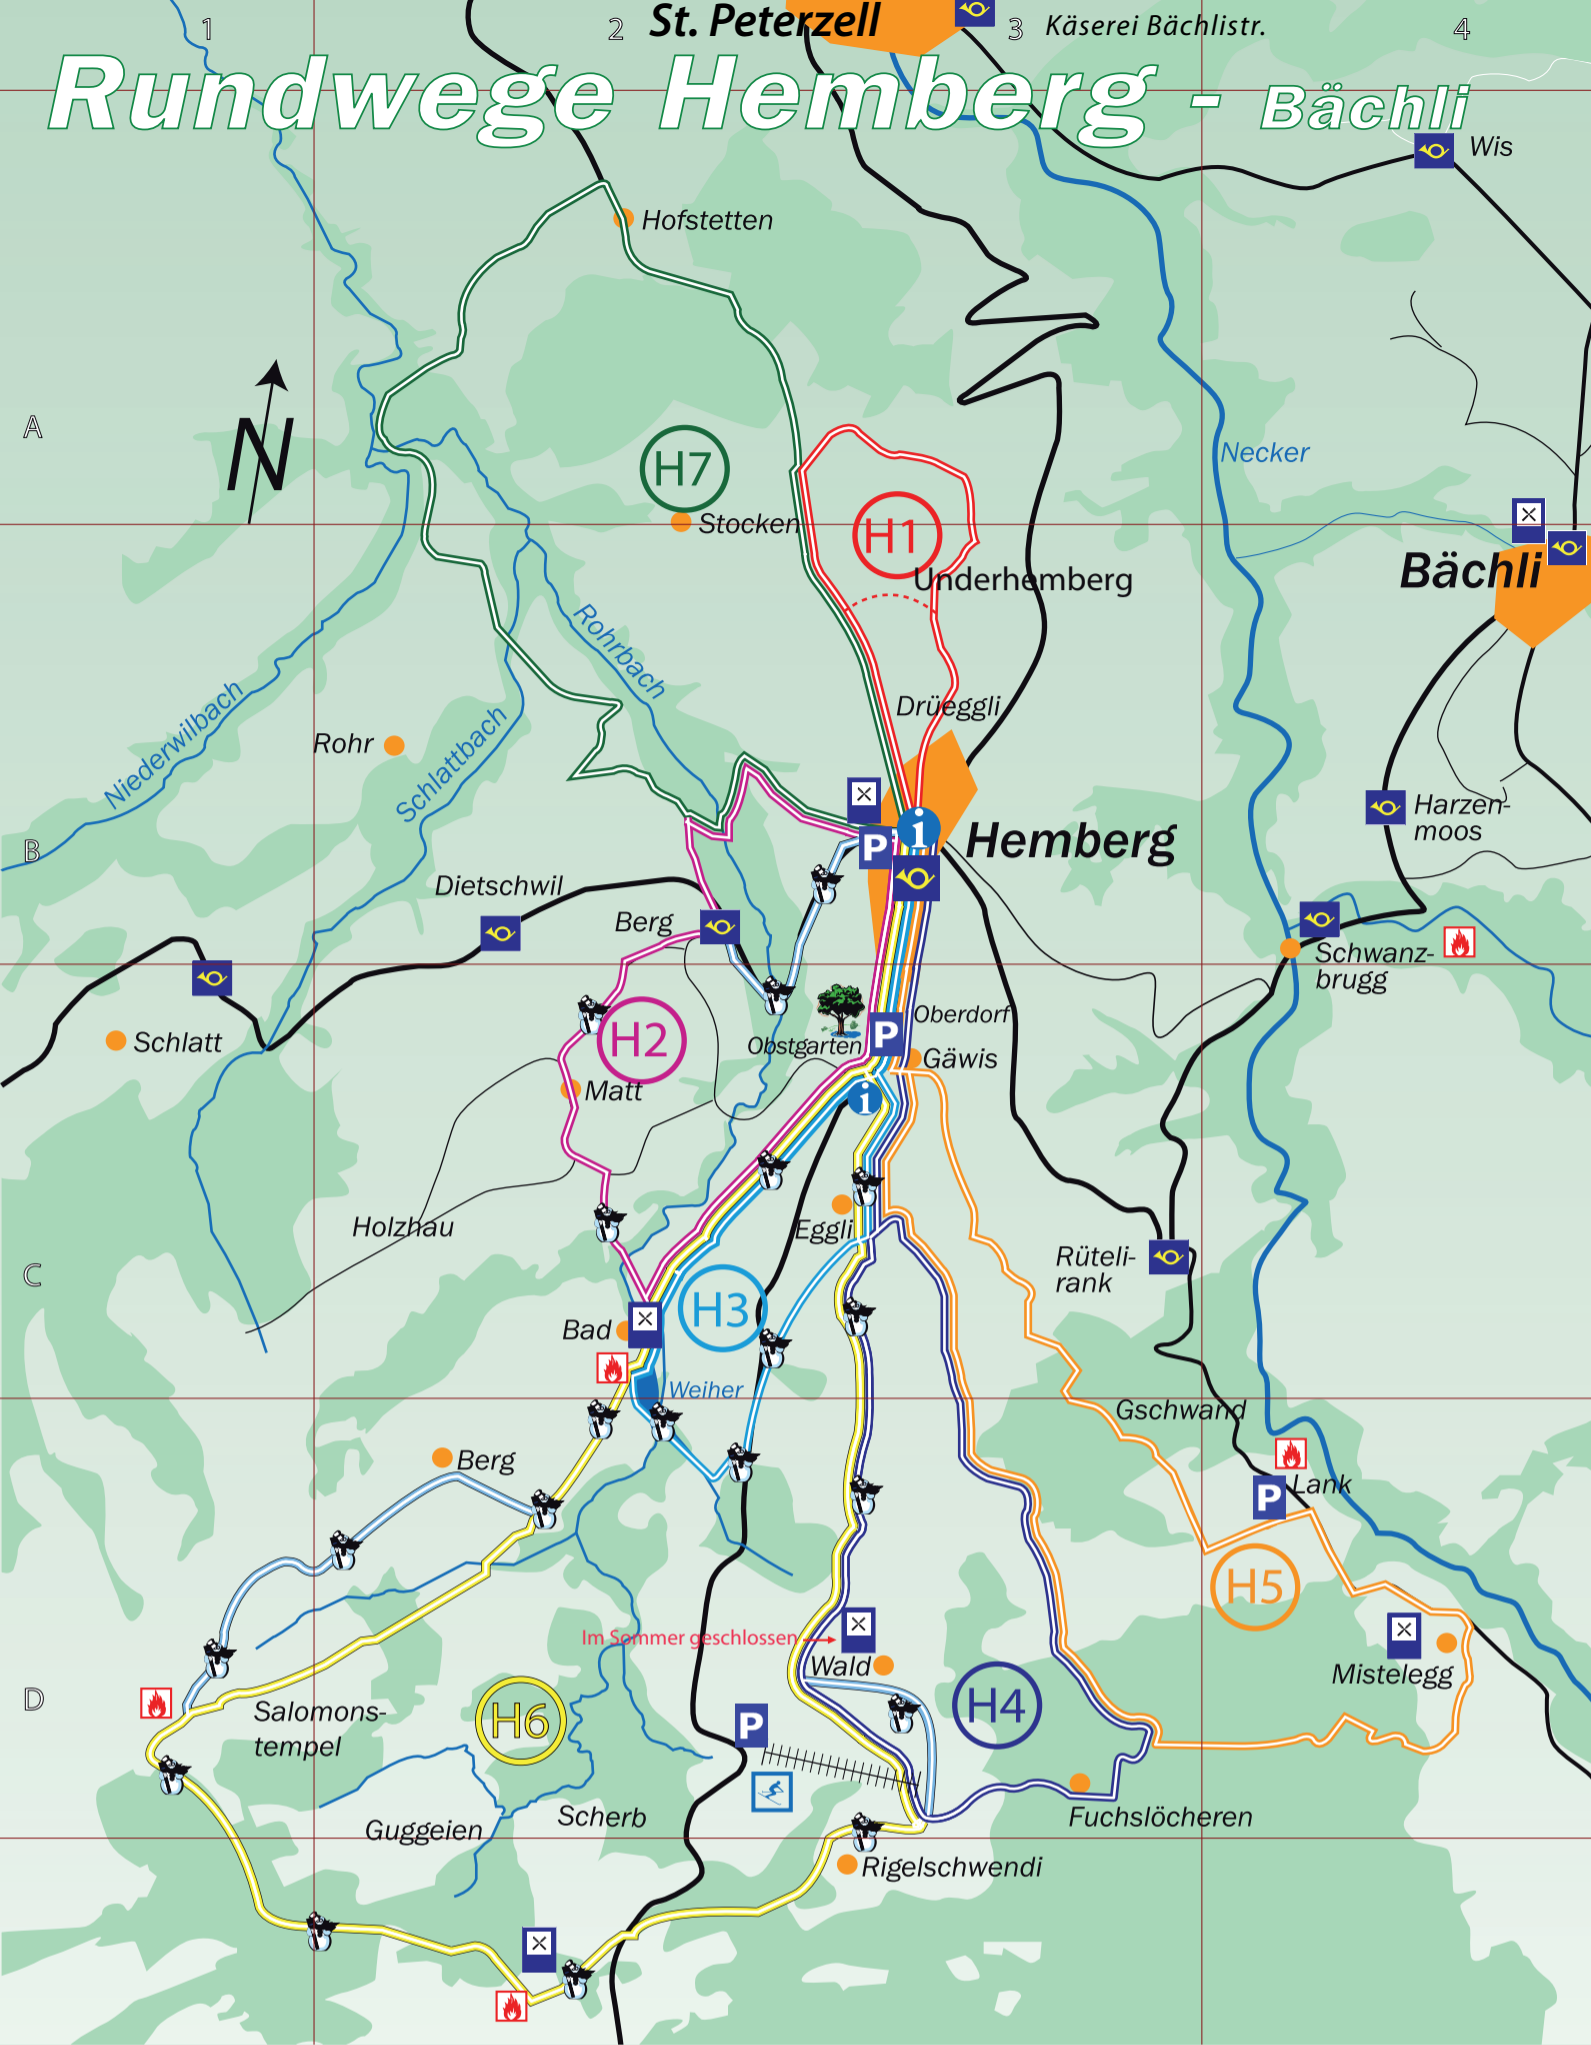 1
2
3
4
St. Peterzell
Käserei Bächlistr.
Rundwege Hemberg - Bächli
Wis
Hofstetten
A
N
Necker
H7
Stocken
H1
Underhemberg
Bächli
Rohrbach
Niederwilbach
Schlattbach
Rohr
Drüeggli
Harzen-
moos
i
P
Hemberg
B
Dietschwil
Berg
Schwanz-
brugg
Schlatt
H2
Matt
Obstgarten
P
Oberdorf
Gäwis
i
Holzhau
Eggli
Rüteli-
rank
C
H3
Bad
Weiher
Gschwand
Berg
Lank
P
H5
Im Sommer geschlossen
Wald
Mistelegg
D
Salomons-
tempel
H6
P
H4
Guggeien
Scherb
Fuchslöcheren
Rigelschwendi